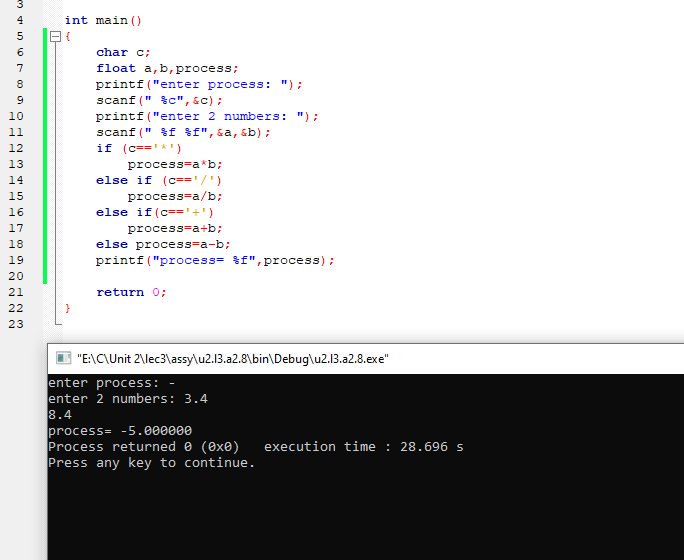 3
4 int main()
5 {
6 char c;
7 float a,b,process;
8 printf("enter process: ");
9 scanf(" %c",&c);
10 printf("enter 2 numbers: ");
11 scanf(" %f %f",&a,&b);
12 if (c=='*')
13 process=a*b;
14 else if (c=='/')
15 process=a/b;
16 else if(c=='+')
17 process=a+b;
18 else process=a-b;
19 printf("process= %f",process);
20
21 return 0;
22 }
23
"E:\C\Unit 2\lec3\assy\u2.l3.a2.8\bin\Debug\u2.l3.a2.8.exe"
enter process: -
enter 2 numbers: 3.4
8.4
process= -5.000000
Process returned 0 (0x0)   execution time : 28.696 s
Press any key to continue.